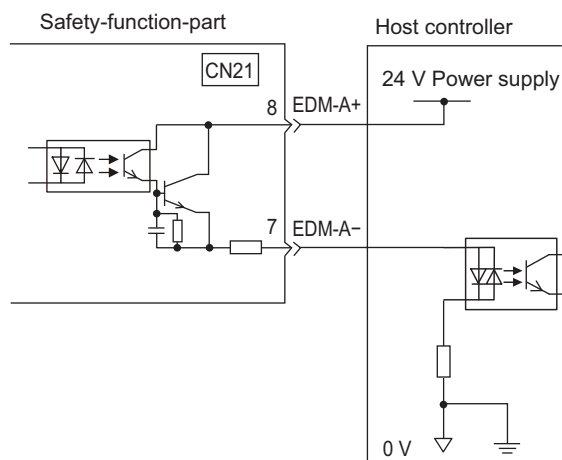 Safety-function-part
Host controller
CN21
24 V Power supply
8 EDM-A+
7 EDM-A−
0 V